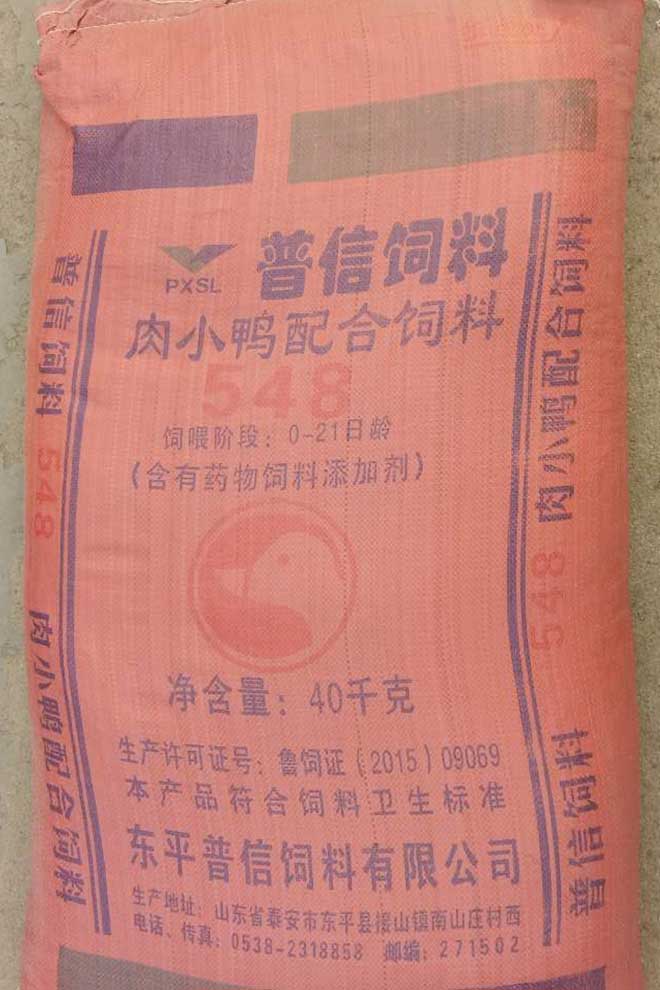 普信饲料
PXSL
肉小鸭配合饲料
548
饲喂阶段：0-21日龄
（含有药物饲料添加剂）
净含量：40千克
生产许可证号：鲁饲证（2015）09069
本产品符合饲料卫生标准
东平普信饲料有限公司
生产地址：山东省泰安市东平县接山镇南山庄村西
电话、传真：0538-2318858 邮编：271502
普信饲料 548 肉小鸭配合饲料
普信饲料 548 肉小鸭配合饲料